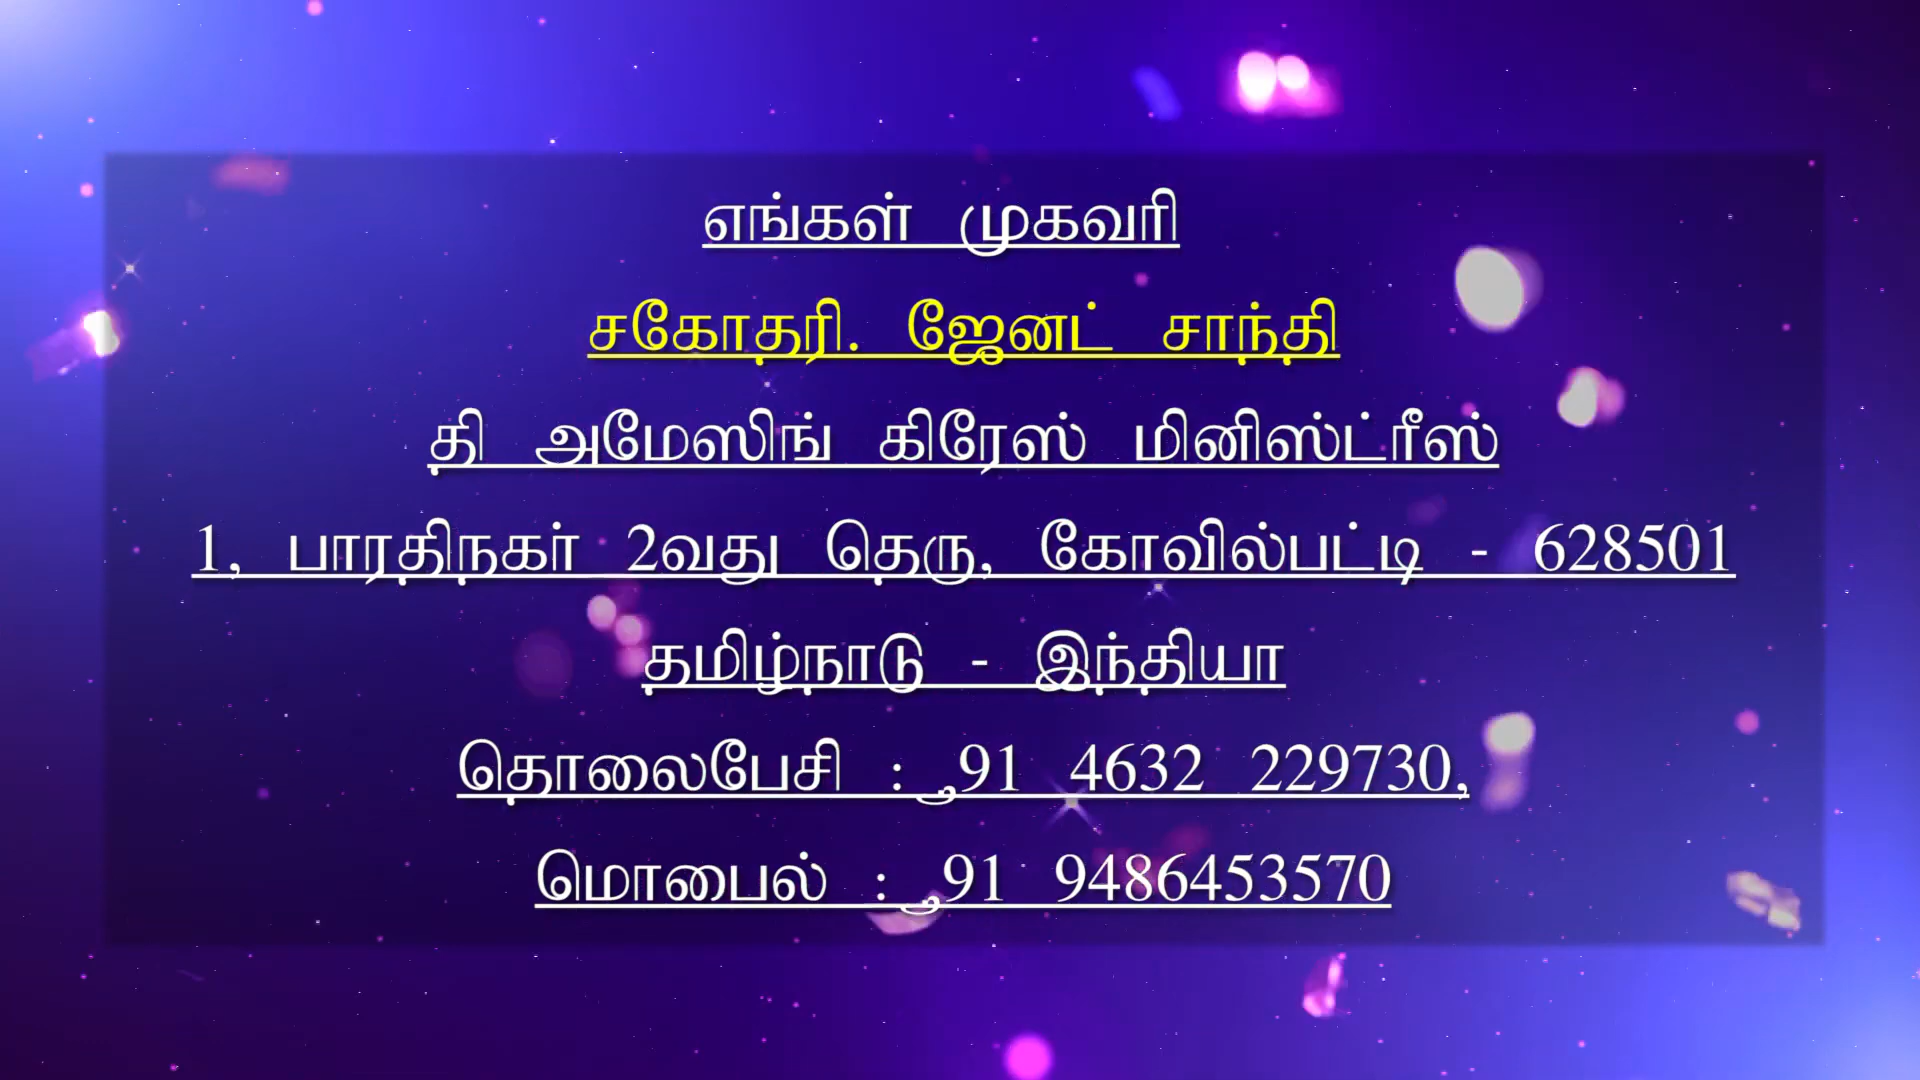 எங்கள் முகவரி
சகோதரி. ஜேனட் சாந்தி
தி அமேஸிங் கிரேஸ் மினிஸ்ட்ரீஸ்
1, பாரதிநகர் 2வது தெரு, கோவில்பட்டி - 628501
தமிழ்நாடு - இந்தியா
தொலைபேசி : ு91 4632 229730,
மொபைல் : ு91 9486453570